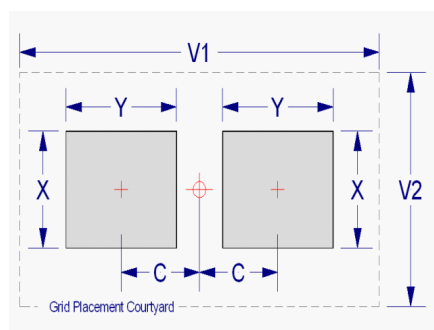 V1
Y Y
X X V2
C C
Grid Placement Courtyard